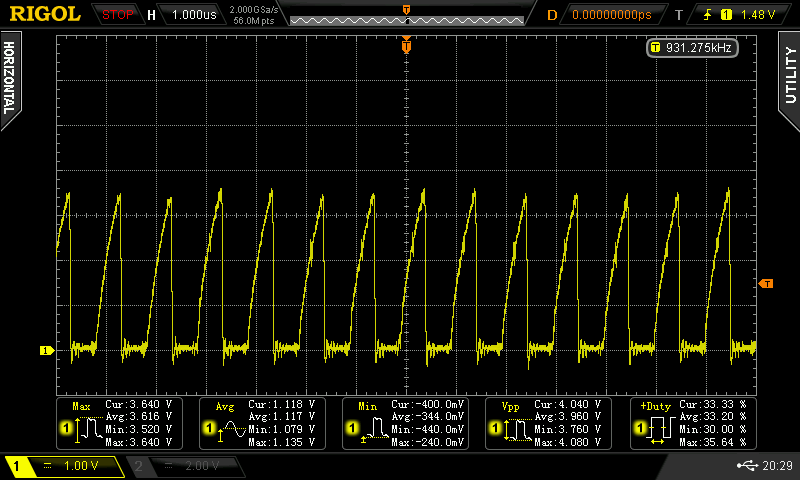 RIGOL STOP H 1.000us 2.000GSa/s 56.0M pts T D 0.00000000ps T 1 1.48 V
HORIZONTAL
T 931.275kHz
UTILITY
T
1
Max Cur:3.640 V
Avg:3.616 V
Min:3.520 V
Max:3.640 V
1
Avg Cur:1.118 V
Avg:1.117 V
Min:1.079 V
Max:1.135 V
1
Min Cur:-400.0mV
Avg:-344.0mV
Min:-440.0mV
Max:-240.0mV
1
Vpp Cur:4.040 V
Avg:3.960 V
Min:3.760 V
Max:4.080 V
1
+Duty Cur:33.33 %
Avg:33.20 %
Min:30.00 %
Max:35.64 %
1
1 1.00 V 2 2.00 V 20:29